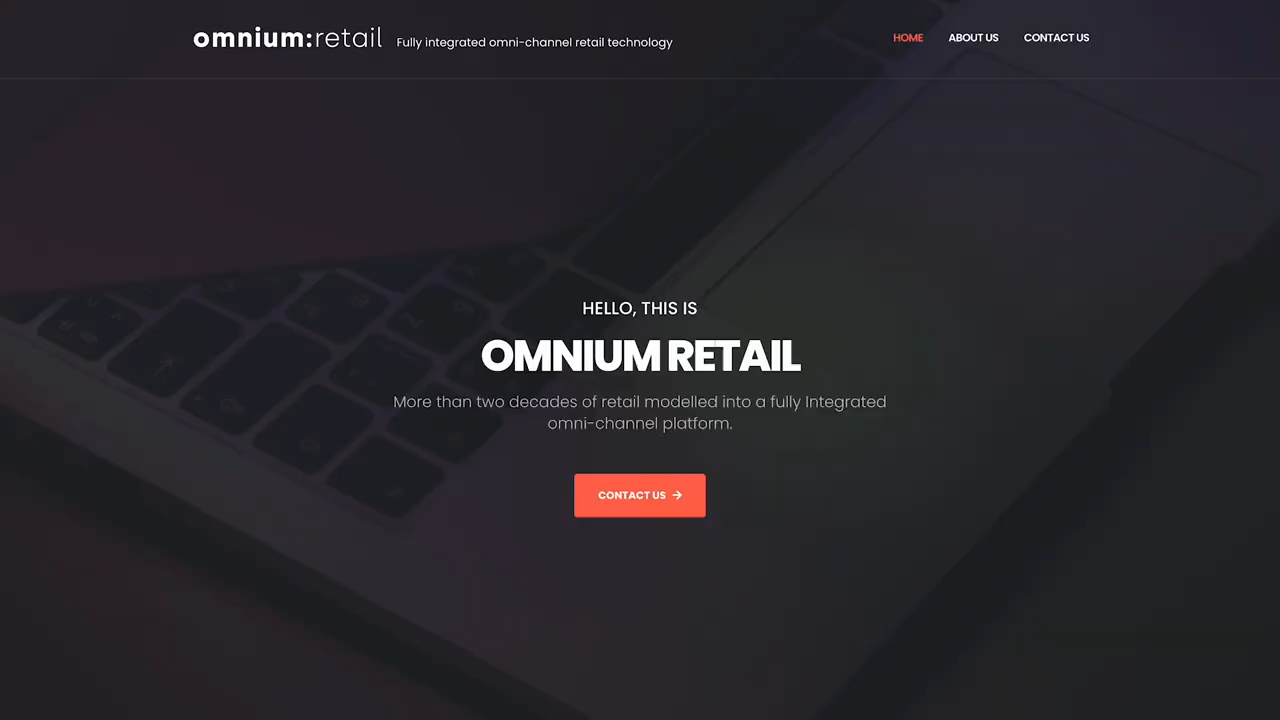 omnium:retail Fully integrated omni-channel retail technology
HOME ABOUT US CONTACT US
HELLO, THIS IS
OMNIUM RETAIL
More than two decades of retail modelled into a fully Integrated
omni-channel platform.
CONTACT US →